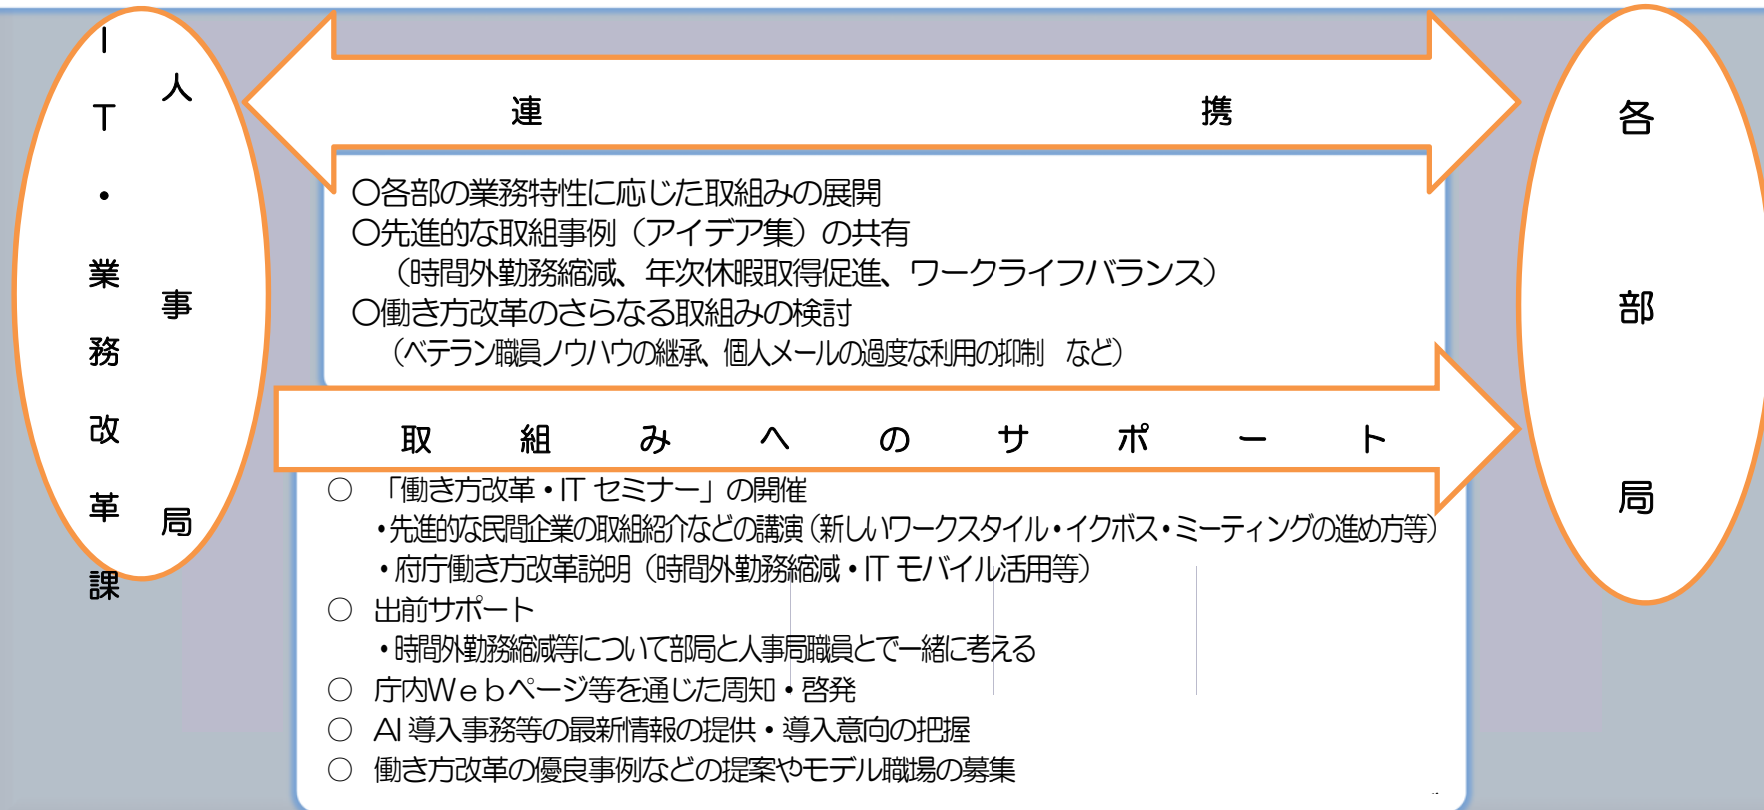 人事局
IT・業務改革課
連携
各部局
○各部の業務特性に応じた取組みの展開
○先進的な取組事例(アイデア集)の共有
(時間外勤務縮減、年次休暇取得促進、ワークライフバランス)
○働き方改革のさらなる取組みの検討
(ベテラン職員ノウハウの継承、個人メールの過度な利用の抑制 など)
取組みへのサポート
○ 「働き方改革・IT セミナー」の開催
・先進的な民間企業の取組紹介などの講演(新しいワークスタイル・イクボス・ミーティングの進め方等)
・府庁働き方改革説明(時間外勤務縮減・IT モバイル活用等)
○ 出前サポート
・時間外勤務縮減等について部局と人事局職員とで一緒に考える
○ 庁内Webページ等を通じた周知・啓発
○ AI 導入事務等の最新情報の提供・導入意向の把握
○ 働き方改革の優良事例などの提案やモデル職場の募集